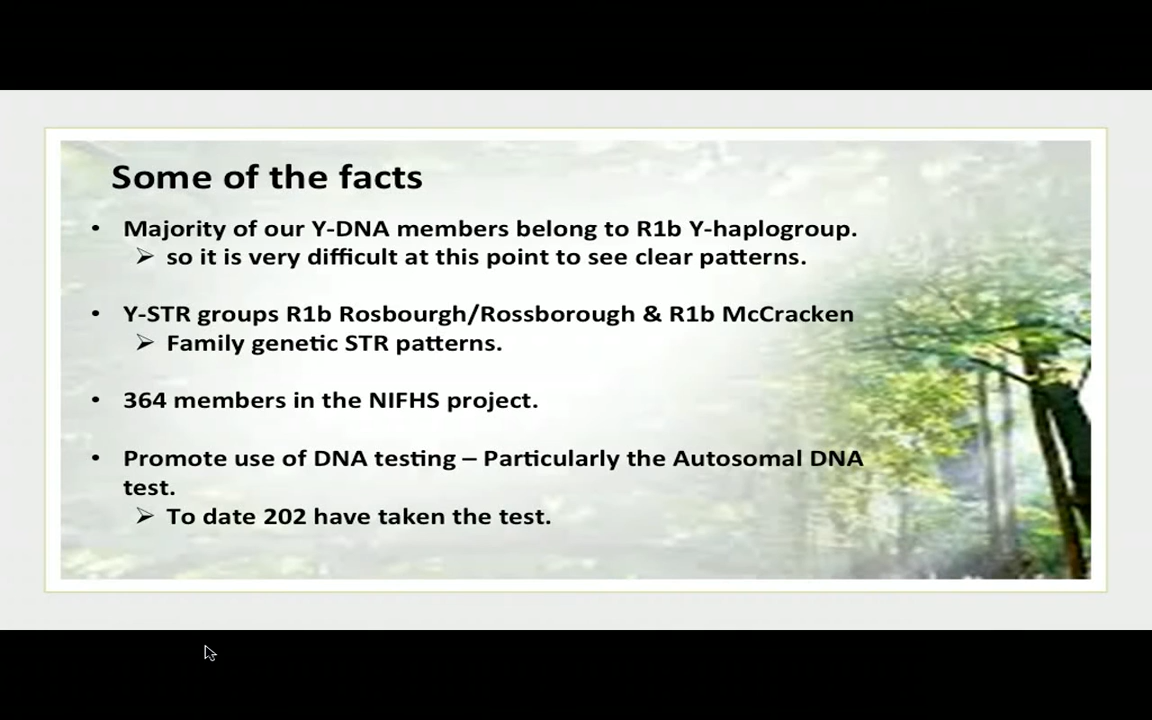 Some of the facts
• Majority of our Y-DNA members belong to R1b Y-haplogroup.
➢ so it is very difficult at this point to see clear patterns.
• Y-STR groups R1b Rosbourgh/Rossborough & R1b McCracken
➢ Family genetic STR patterns.
• 364 members in the NIFHS project.
• Promote use of DNA testing – Particularly the Autosomal DNA
test.
➢ To date 202 have taken the test.